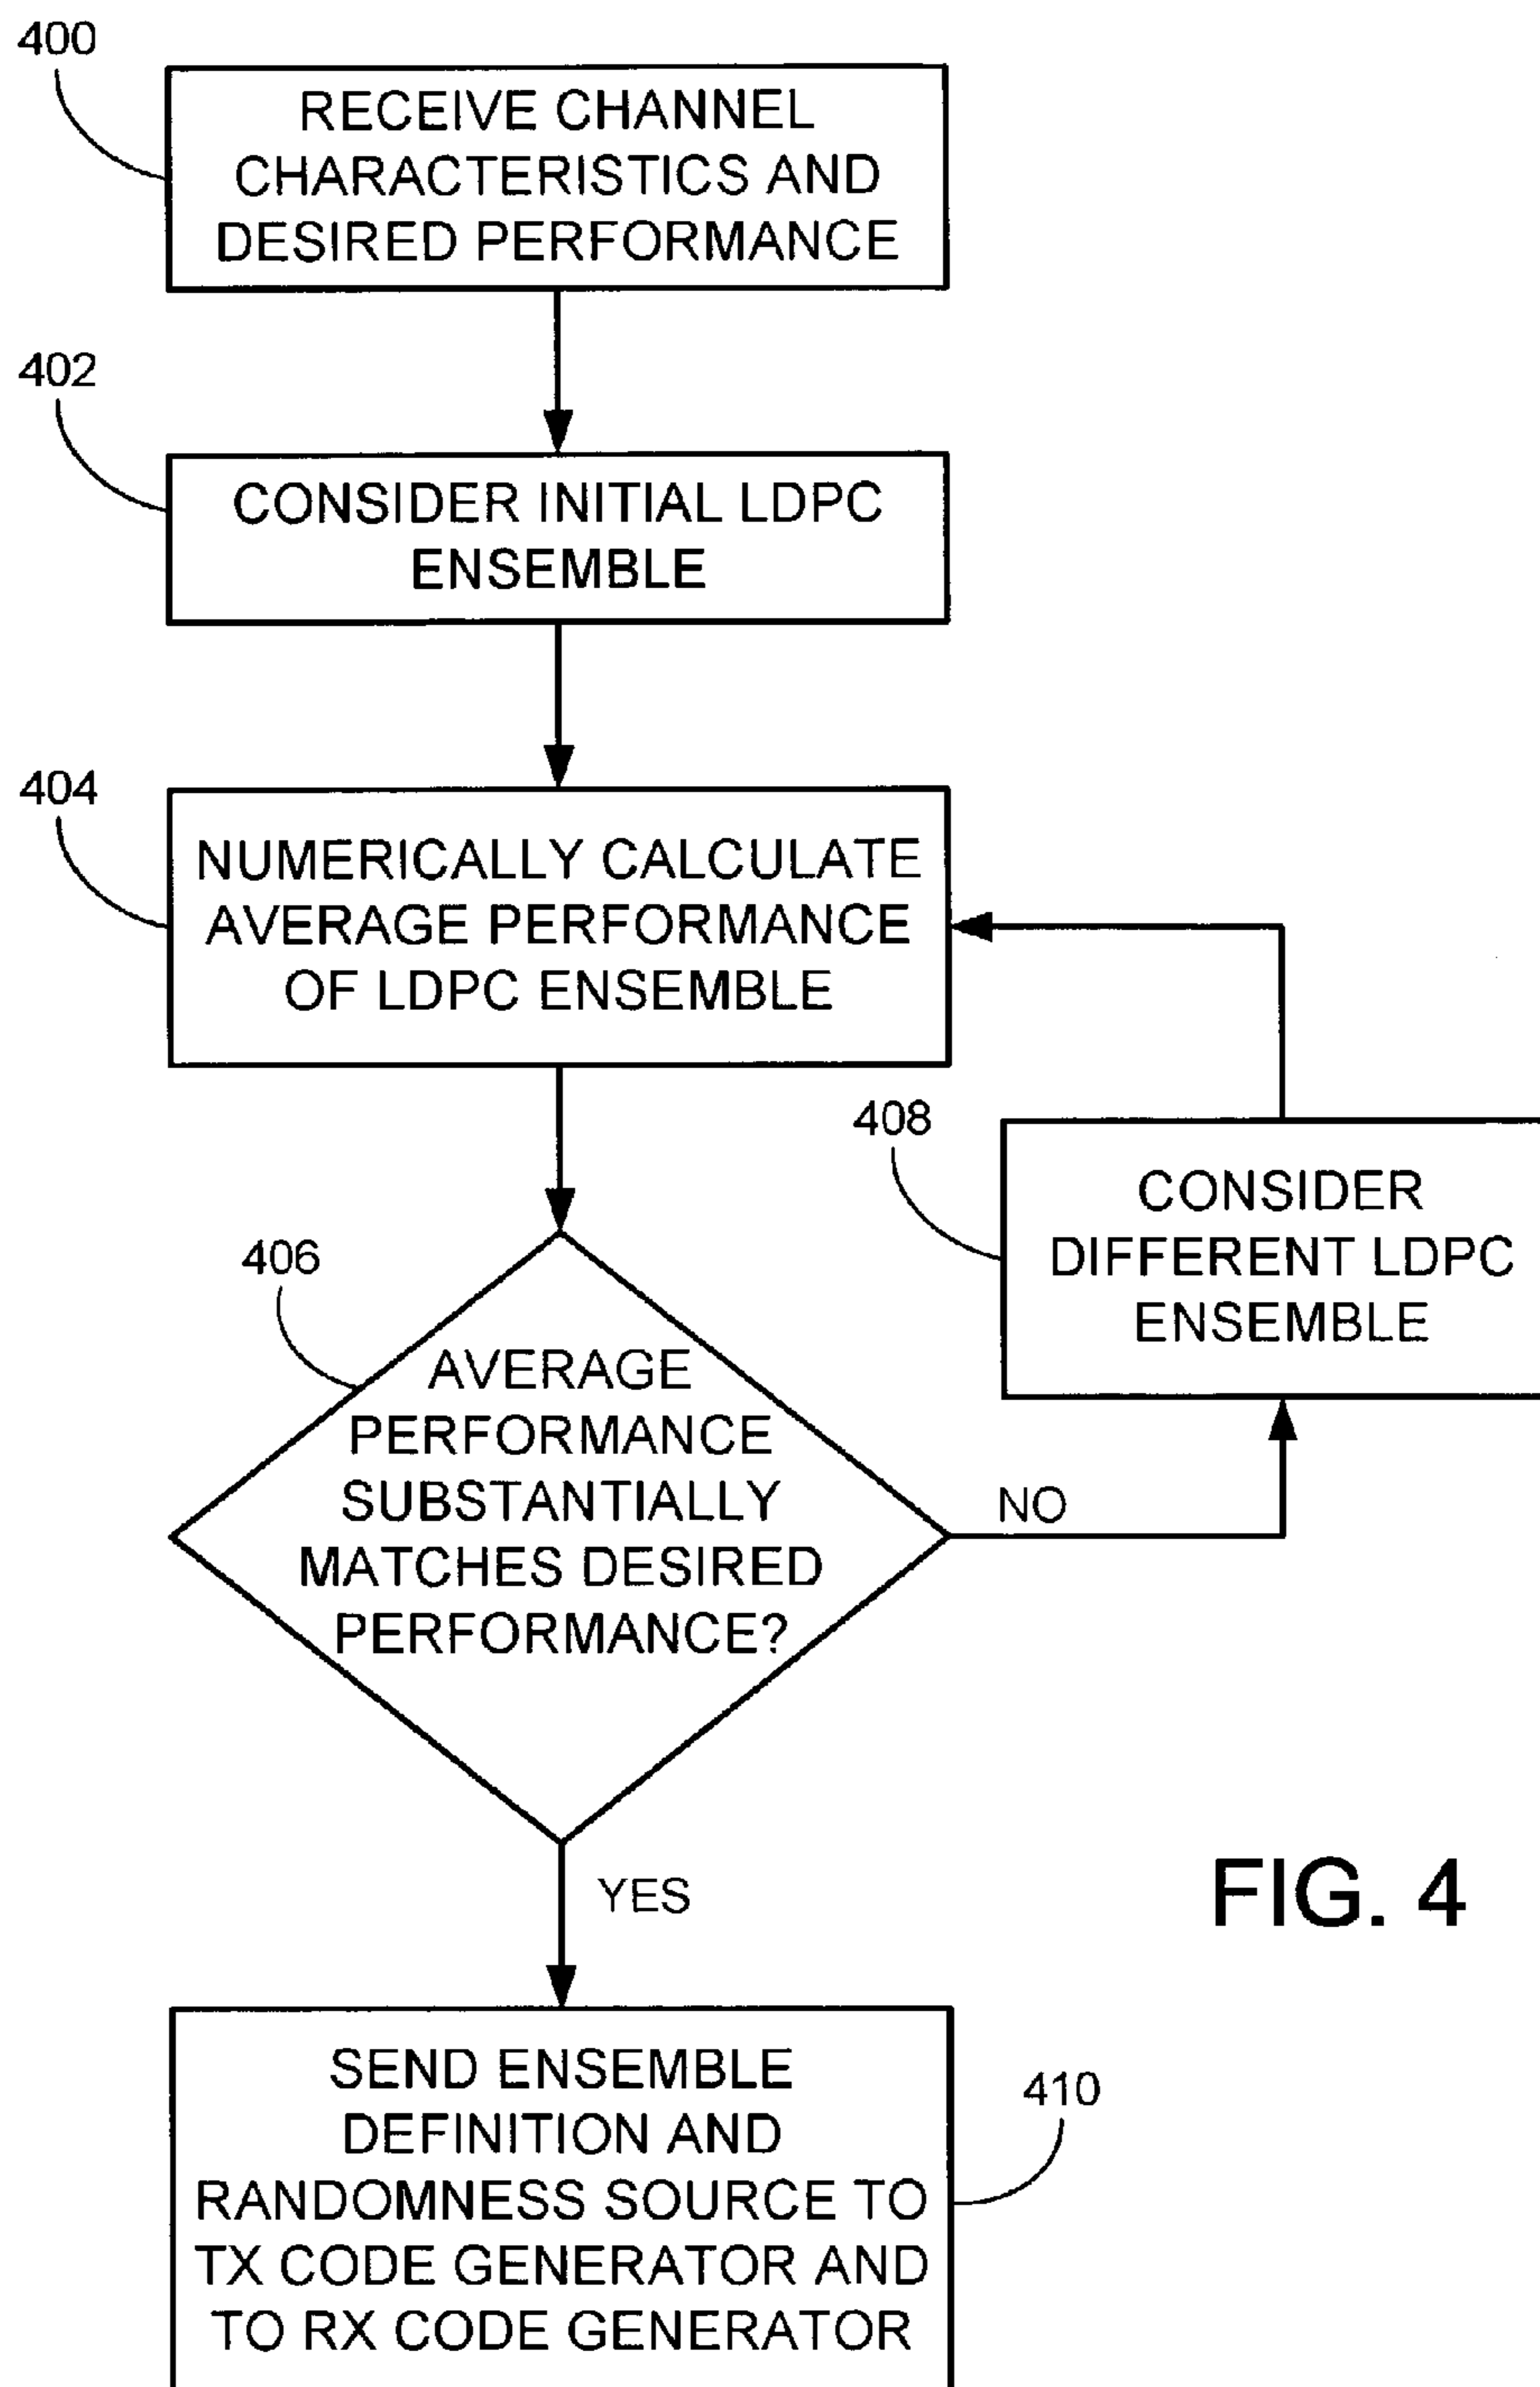 400
RECEIVE CHANNEL
CHARACTERISTICS AND
DESIRED PERFORMANCE
402
CONSIDER INITIAL LDPC
ENSEMBLE
404
NUMERICALLY CALCULATE
AVERAGE PERFORMANCE
OF LDPC ENSEMBLE
408
CONSIDER
DIFFERENT LDPC
ENSEMBLE
406
AVERAGE
PERFORMANCE
SUBSTANTIALLY
MATCHES DESIRED
PERFORMANCE?
NO
YES
FIG. 4
SEND ENSEMBLE
DEFINITION AND
RANDOMNESS SOURCE TO
TX CODE GENERATOR AND
TO RX CODE GENERATOR
410